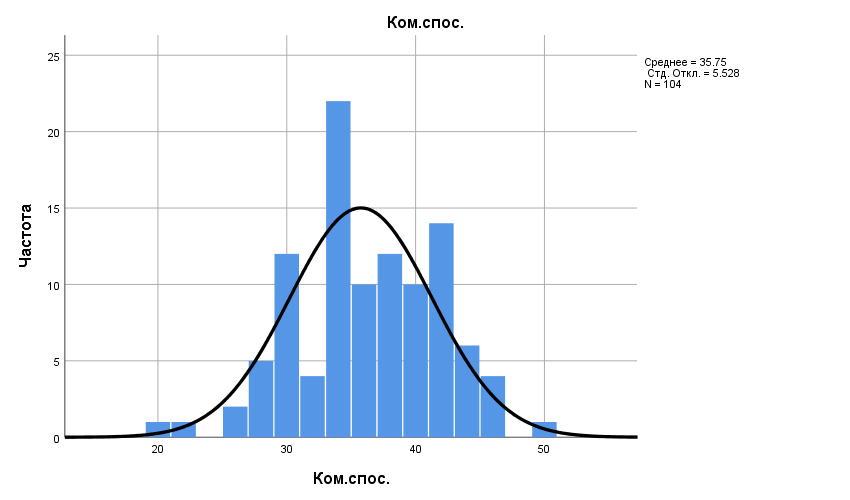 Ком.спос.
25
20
15
10
5
0
Частота
20 30 40 50
Ком.спос.
Среднее = 35.75
Стд. Откл. = 5.528
N = 104